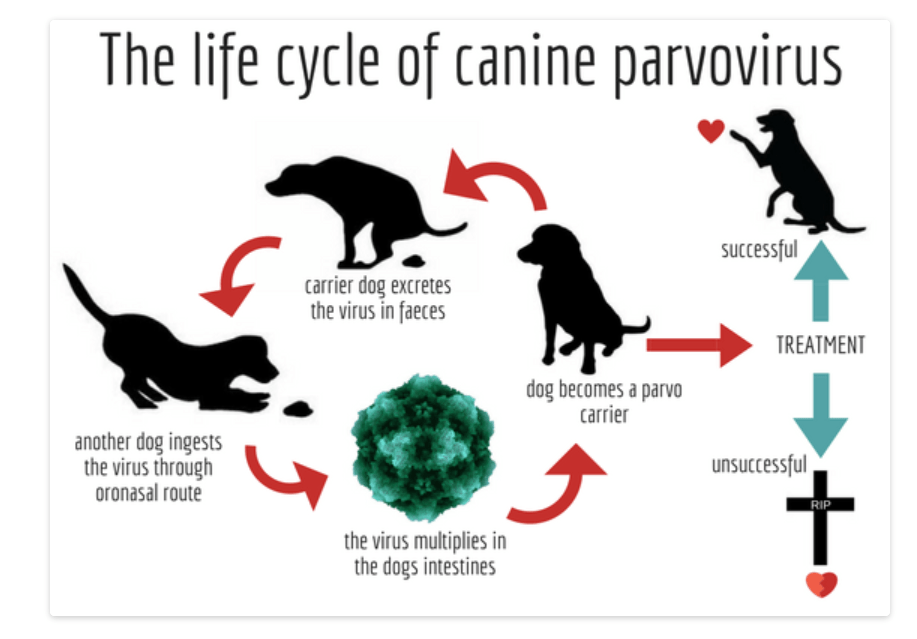 The life cycle of canine parvovirus
carrier dog excretes
the virus in faeces
another dog ingests
the virus through
oronasal route
the virus multiplies in
the dogs intestines
dog becomes a parvo
carrier
TREATMENT
successful
unsuccessful
RIP